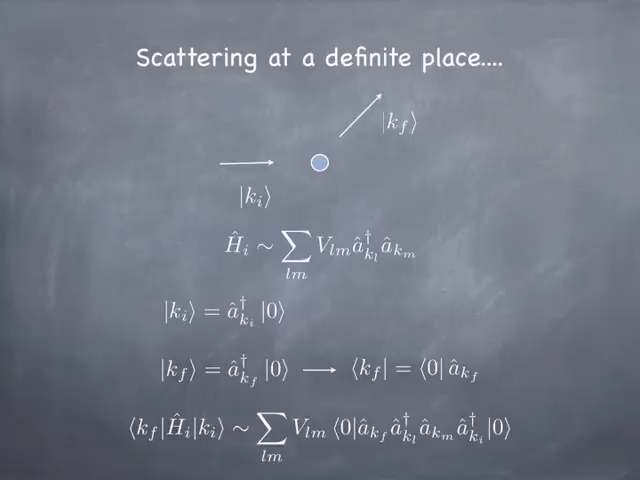 Scattering at a definite place....
|k_f⟩
|k_i⟩
Ĥ_i ∼ ∑_{lm} V_{lm} â†_{k_l} â_{k_m}
|k_i⟩ = â†_{k_i} |0⟩
|k_f⟩ = â†_{k_f} |0⟩ ⟶ ⟨k_f| = ⟨0| â_{k_f}
⟨k_f|Ĥ_i|k_i⟩ ∼ ∑_{lm} V_{lm} ⟨0|â_{k_f} â†_{k_l} â_{k_m} â†_{k_i}|0⟩